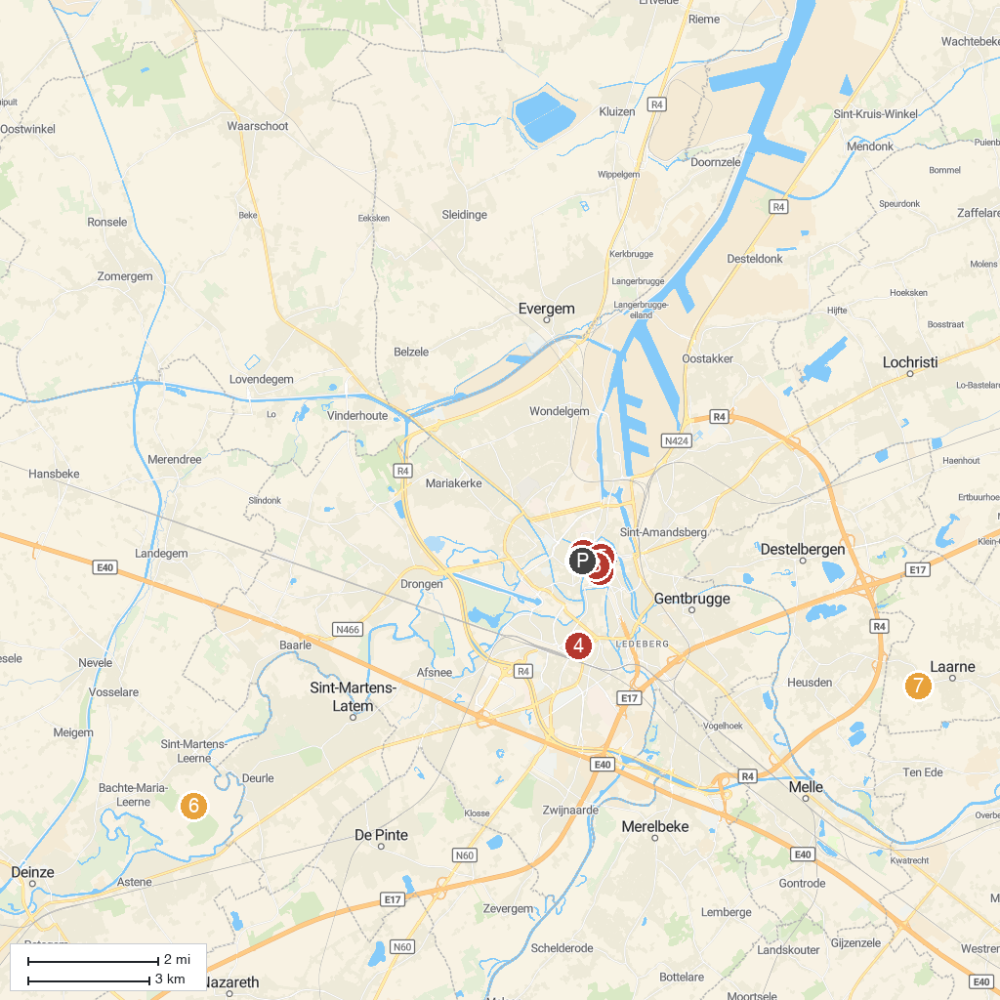 Ertvelde
Rieme
Wachtebeke
Kluizen
R4
Sint-Kruis-Winkel
Oostwinkel
Waarschoot
Mendonk
Doornzele
Wippelgem
Bommel
R4
Speurdonk
Beke
Eeksken
Sleidinge
Zaffelare
Ronsele
Kerkbrugge
Desteldonk
Molens
Zomergem
Langerbrugge
Hoeksken
Evergem
Langerbrugge-
eiland
Hijfte
Bosstraat
Belzele
Oostakker
Lochristi
Lovendegem
Lo-Bastelare
Lo
Vinderhoute
Wondelgem
R4
N424
Merendree
Haenhout
Hansbeke
R4
Mariakerke
Slindonk
Ertbuurhoek
Sint-Amandsberg
Landegem
Destelbergen
P
E40
E17
Drongen
Gentbrugge
N466
R4
Baarle
4
LEDEBERG
Nevele
Afsnee
R4
Laarne
Vosselare
Sint-Martens-
Latem
Heusden
7
E17
Meigem
Vogelhoek
Sint-Martens-
Leerne
E40
Deurle
R4
Ten Ede
Bachte-Maria-
Leerne
6
Melle
Klosse
Zwijnaarde
Merelbeke
De Pinte
N60
E40
Kwatrecht
Deinze
Astene
Gontrode
E17
Zevergem
Lemberge
N60
Schelderode
Landskouter
Gijzenzele
2 mi
3 km
Bottelare
E40
Nazareth
Moortsele